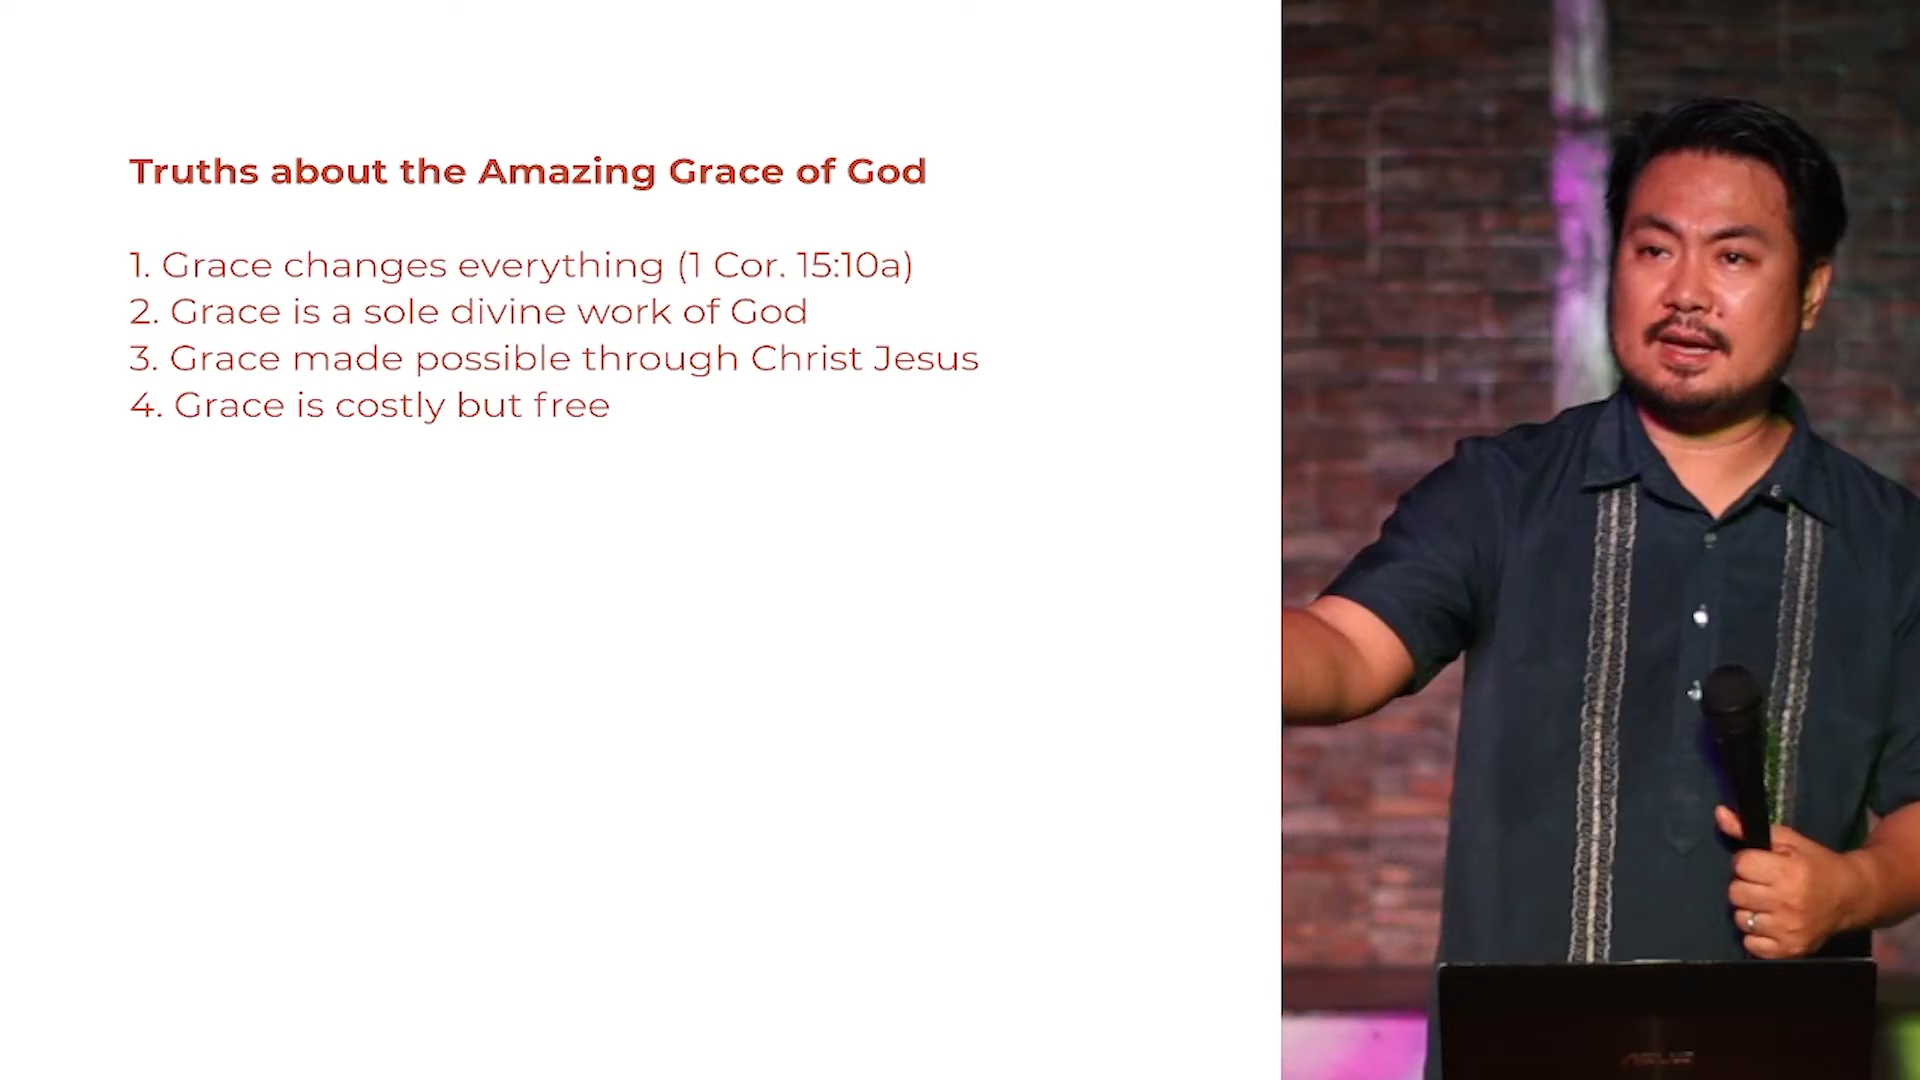 Truths about the Amazing Grace of God
1. Grace changes everything (1 Cor. 15:10a)
2. Grace is a sole divine work of God
3. Grace made possible through Christ Jesus
4. Grace is costly but free
ASUS